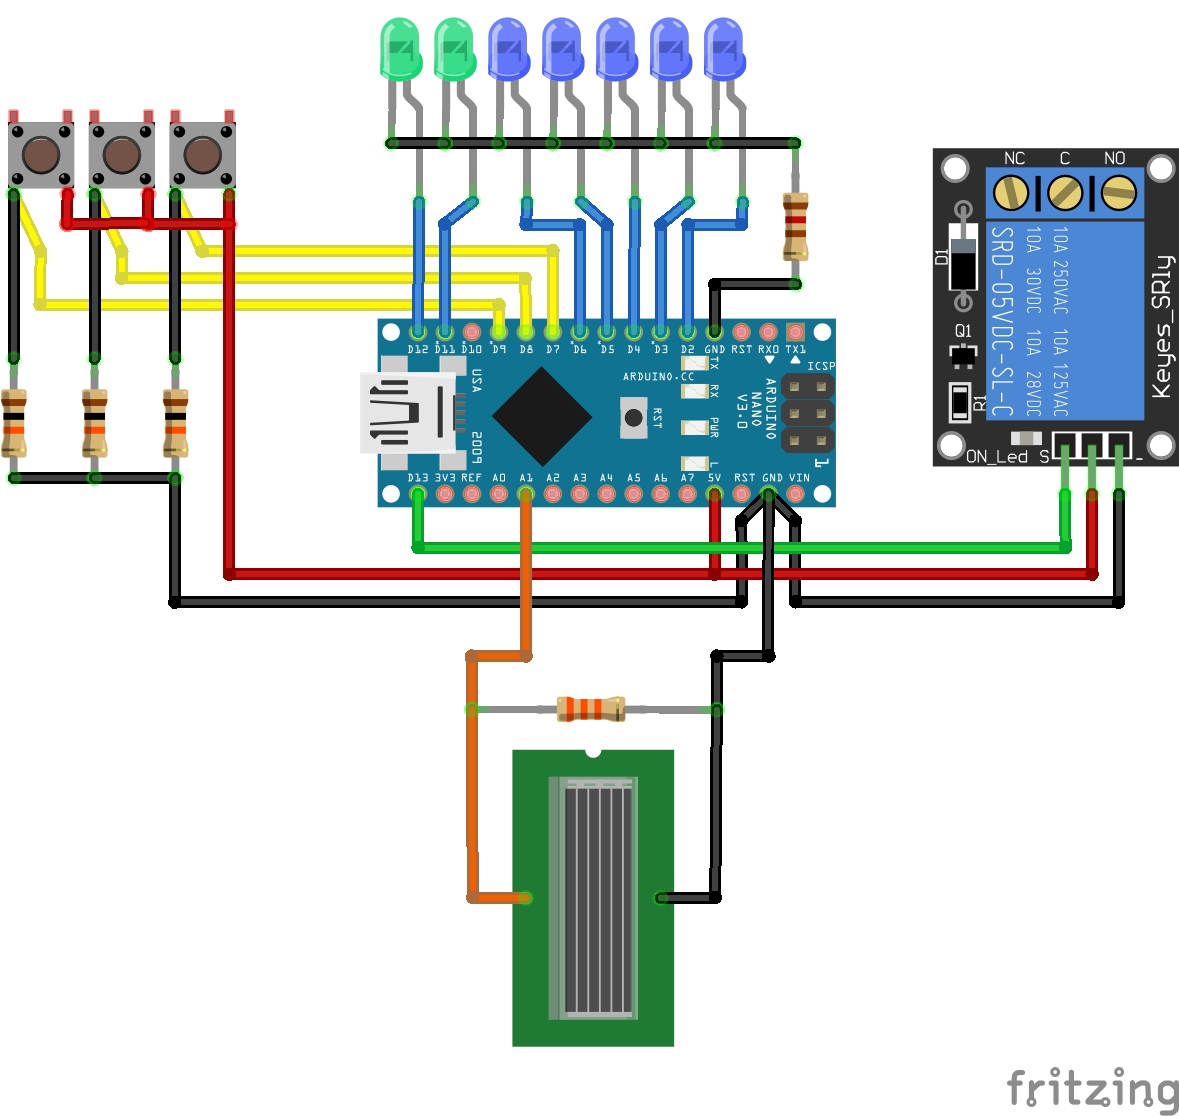 NC C NO
D1
SRD-05VDC-SL-C
10A 30VDC 10A 28VDC
10A 250VAC 10A 125VAC
Keyes_SRly
Q1
R1
ON_Led S -
D12 D11 D10 D9 D8 D7 D6 D5 D4 D3 D2 GND RST RX0 TX1
USA
ARDUINO.CC
RST
TX
RX
PWR
L
ARDUINO
NANO
V3.0
ICSP
1
2009
D13 3V3 REF A0 A1 A2 A3 A4 A5 A6 A7 5V RST GND VIN
fritzing